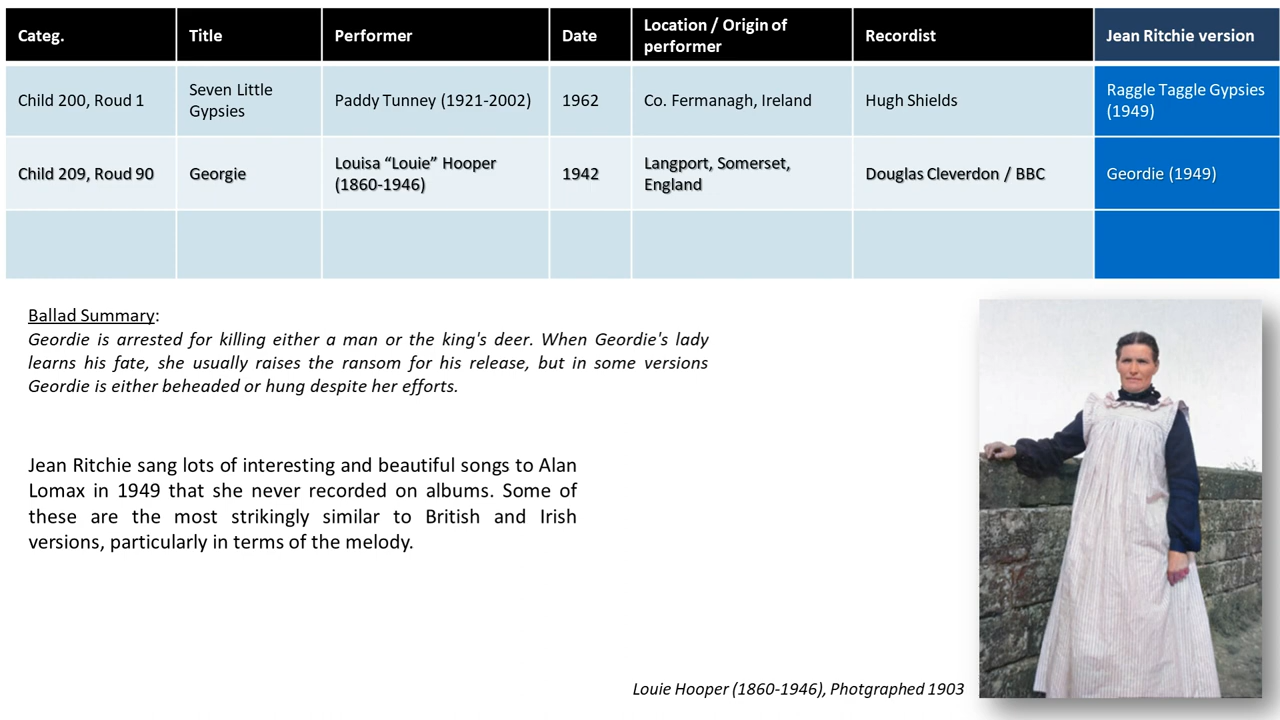 Categ. Title Performer Date Location / Origin of performer Recordist Jean Ritchie version
Child 200, Roud 1 Seven Little Gypsies Paddy Tunney (1921-2002) 1962 Co. Fermanagh, Ireland Hugh Shields Raggle Taggle Gypsies (1949)
Child 209, Roud 90 Georgie Louisa “Louie” Hooper (1860-1946) 1942 Langport, Somerset, England Douglas Cleverdon / BBC Geordie (1949)
Ballad Summary:
Geordie is arrested for killing either a man or the king's deer. When Geordie's lady
learns his fate, she usually raises the ransom for his release, but in some versions
Geordie is either beheaded or hung despite her efforts.
Jean Ritchie sang lots of interesting and beautiful songs to Alan
Lomax in 1949 that she never recorded on albums. Some of
these are the most strikingly similar to British and Irish
versions, particularly in terms of the melody.
Louie Hooper (1860-1946), Photgraphed 1903